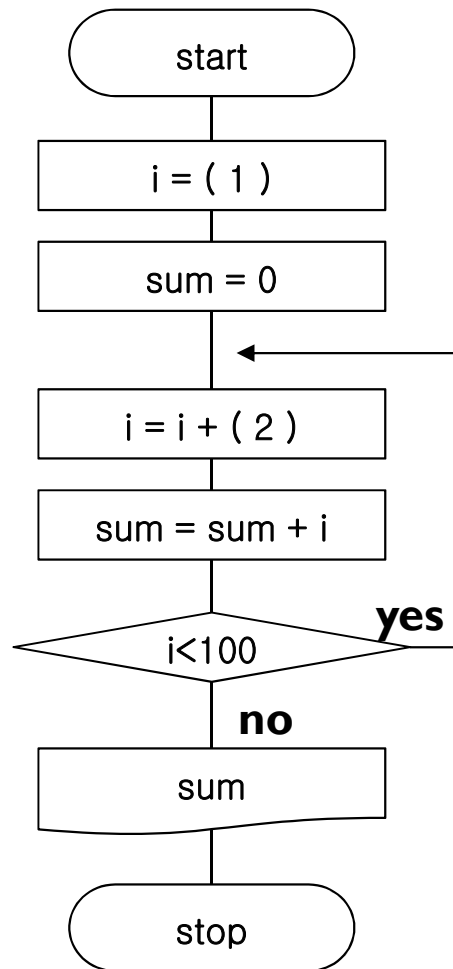 start
i = ( 1 )
sum = 0
i = i + ( 2 )
sum = sum + i
i<100
yes
no
sum
stop